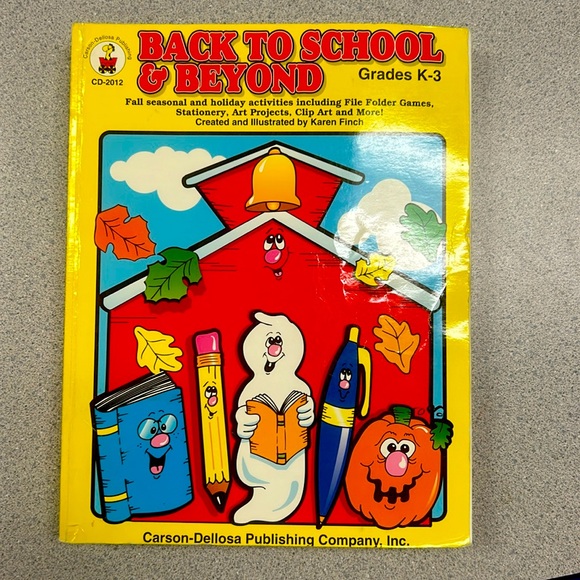 Carson-Dellosa Publishing
CD-2012
BACK TO SCHOOL
& BEYOND
Grades K-3
Fall seasonal and holiday activities including File Folder Games,
Stationery, Art Projects, Clip Art and More!
Created and Illustrated by Karen Finch
Carson-Dellosa Publishing Company, Inc.